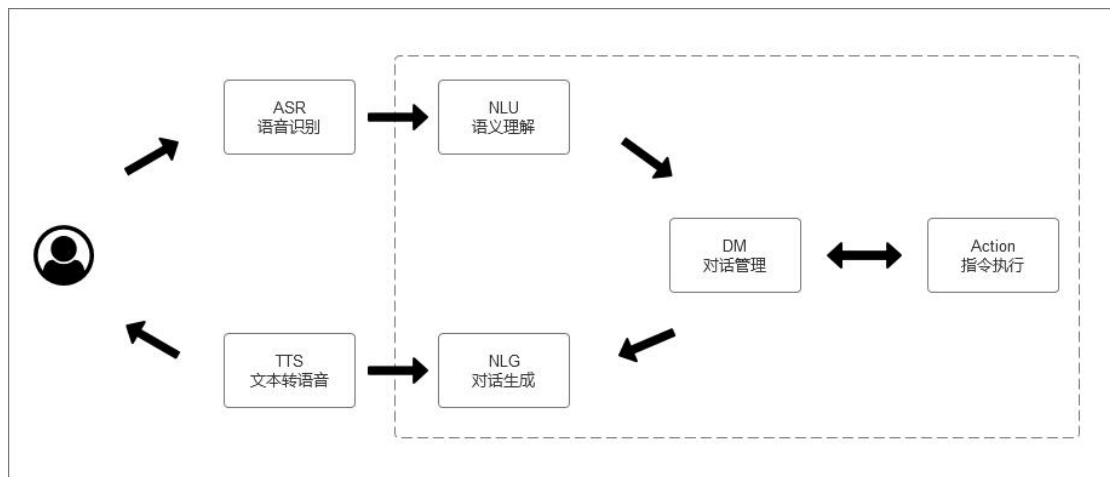 ASR
语音识别
NLU
语义理解
DM
对话管理
Action
指令执行
TTS
文本转语音
NLG
对话生成